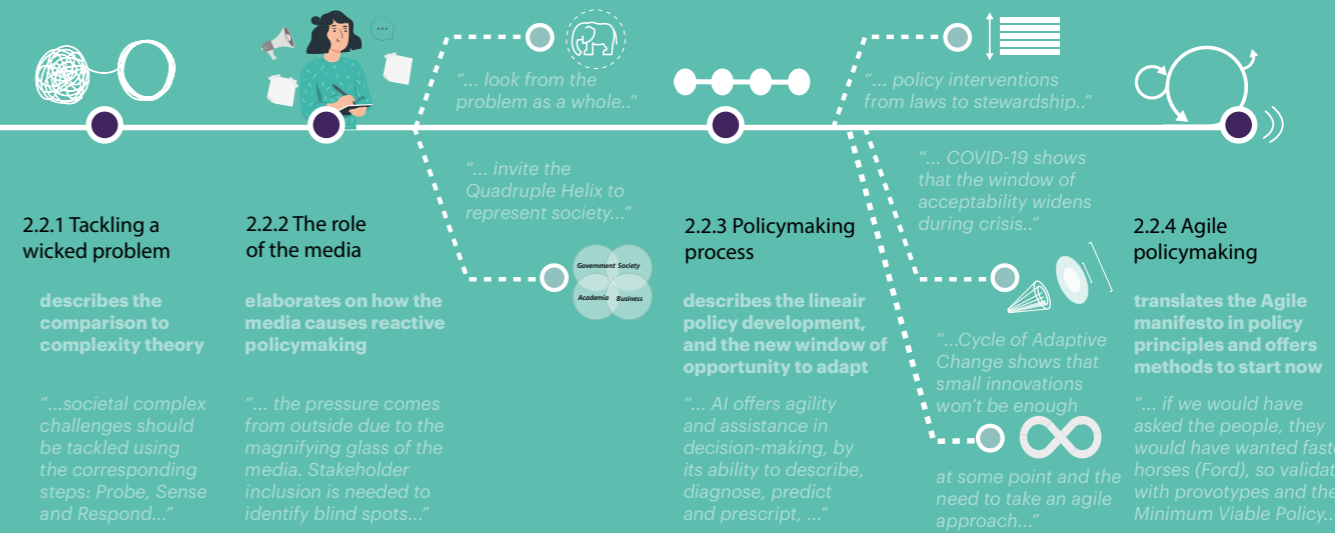 2.2.1 Tackling a
wicked problem
describes the
comparison to
complexity theory
"...societal complex
challenges should
be tackled using
the corresponding
steps: Probe, Sense
and Respond..."
2.2.2 The role
of the media
elaborates on how the
media causes reactive
policymaking
"... the pressure comes
from outside due to the
magnifying glass of the
media. Stakeholder
inclusion is needed to
identify blind spots..."
"... look from the
problem as a whole.."
"... invite the
Quadruple Helix to
represent society..."
Government Society
Academia Business
2.2.3 Policymaking
process
describes the lineair
policy development,
and the new window of
opportunity to adapt
"... AI offers agility
and assistance in
decision-making, by
its ability to describe,
diagnose, predict
and prescript, ..."
"... policy interventions
from laws to stewardship.."
"... COVID-19 shows
that the window of
acceptability widens
during crisis.."
"...Cycle of Adaptive
Change shows that
small innovations
won't be enough
at some point and the
need to take an agile
approach..."
2.2.4 Agile
policymaking
translates the Agile
manifesto in policy
principles and offers
methods to start now
"... if we would have
asked the people, they
would have wanted faste
horses (Ford), so validat
with provotypes and the
Minimum Viable Policy..